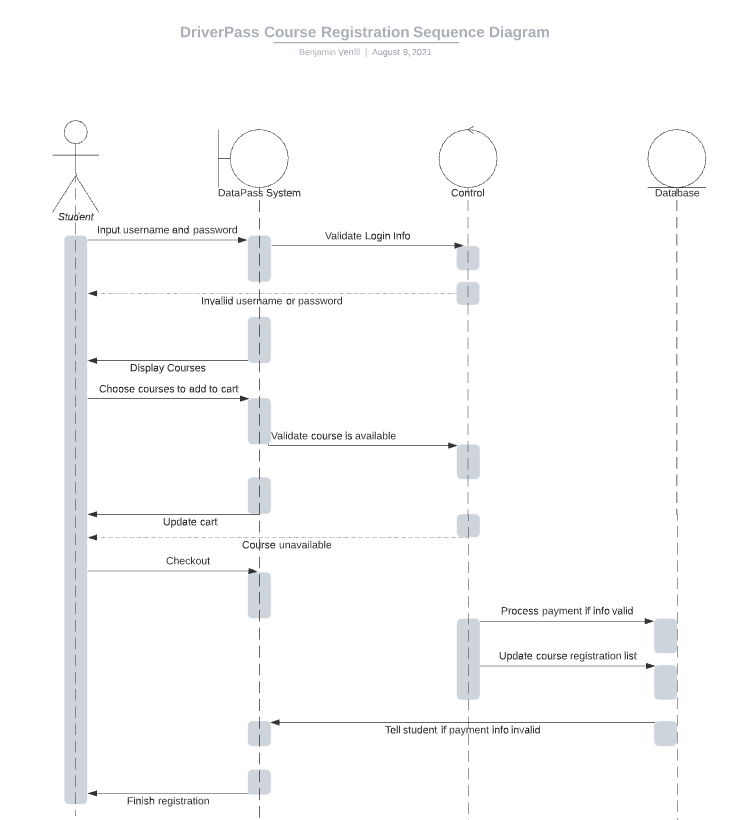 DriverPass Course Registration Sequence Diagram
Benjamin Verrill | August 9, 2021
DataPass System
Control
Database
Student
Input username and password
Validate Login Info
Invaliid username or password
Display Courses
Choose courses to add to cart
Validate course is available
Update cart
Course unavailable
Checkout
Process payment if info valid
Update course registration list
Tell student if payment info invalid
Finish registration